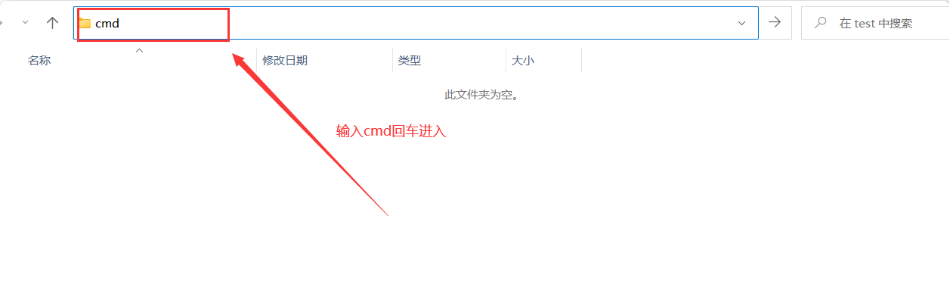 cmd
在 test 中搜索
名称
修改日期
类型
大小
此文件夹为空。
输入cmd回车进入